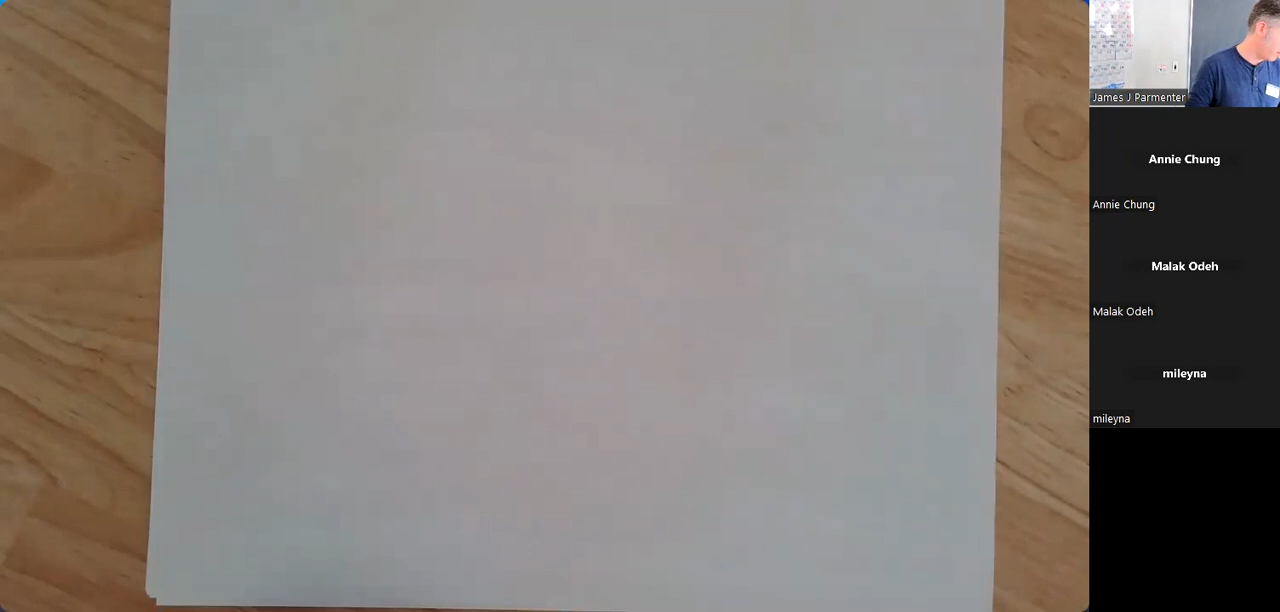 James J Parmenter
Annie Chung
Annie Chung
Malak Odeh
Malak Odeh
mileyna
mileyna